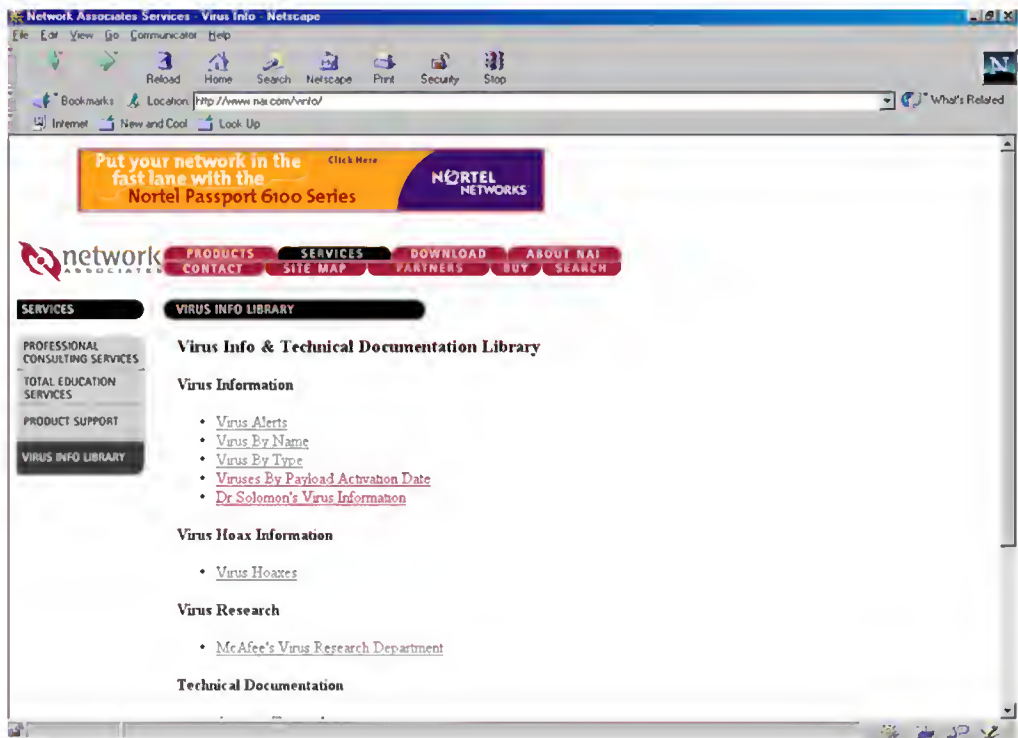 Network Associates Services - Virus Info - Netscape
File Edit View Go Communicator Help
Reload Home Search Netscape Print Security Stop
Bookmarks Location: http://www.nai.com/vinfo/ What's Related
Internet New and Cool Look Up
Put your network in the
fast lane with the
Nortel Passport 6100 Series
Click Here
NORTEL
NETWORKS
network
ASSOCIATES
PRODUCTS SERVICES DOWNLOAD ABOUT NAI
CONTACT SITE MAP PARTNERS BUY SEARCH
SERVICES
PROFESSIONAL
CONSULTING SERVICES
TOTAL EDUCATION
SERVICES
PRODUCT SUPPORT
VIRUS INFO LIBRARY
VIRUS INFO LIBRARY
Virus Info & Technical Documentation Library
Virus Information
• Virus Alerts
• Virus By Name
• Virus By Type
• Viruses By Payload Activation Date
• Dr Solomon's Virus Information
Virus Hoax Information
• Virus Hoaxes
Virus Research
• McAfee's Virus Research Department
Technical Documentation